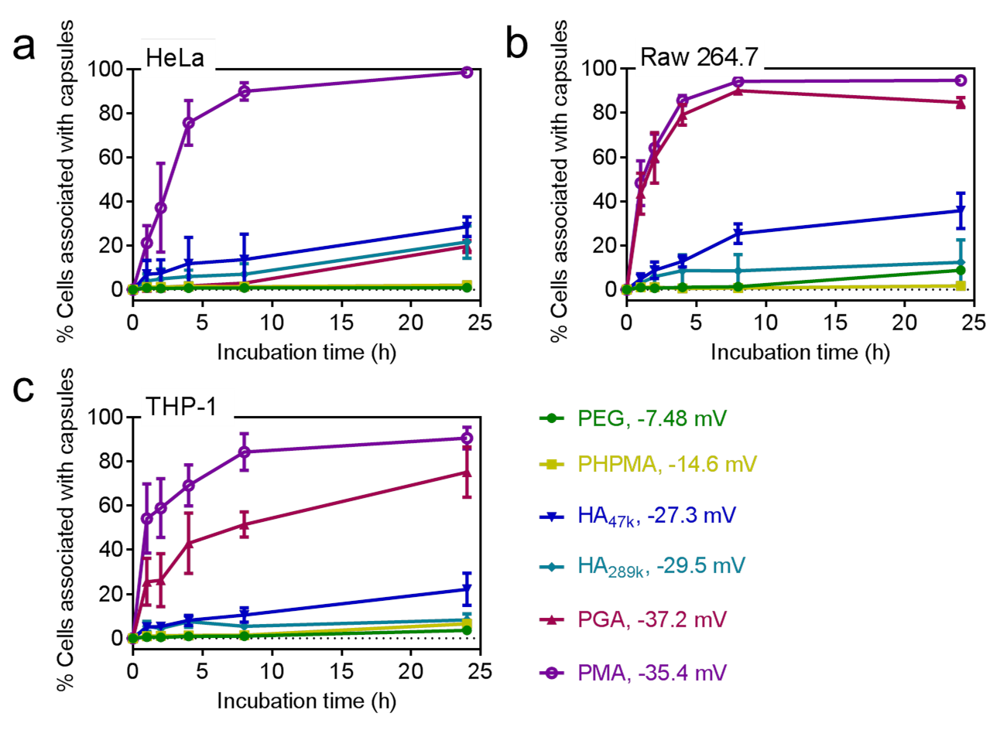 a
HeLa
% Cells associated with capsules
100
80
60
40
20
0
0 5 10 15 20 25
Incubation time (h)
b
Raw 264.7
% Cells associated with capsules
100
80
60
40
20
0
0 5 10 15 20 25
Incubation time (h)
c
THP-1
% Cells associated with capsules
100
80
60
40
20
0
0 5 10 15 20 25
Incubation time (h)
PEG, -7.48 mV
PHPMA, -14.6 mV
HA47k, -27.3 mV
HA289k, -29.5 mV
PGA, -37.2 mV
PMA, -35.4 mV